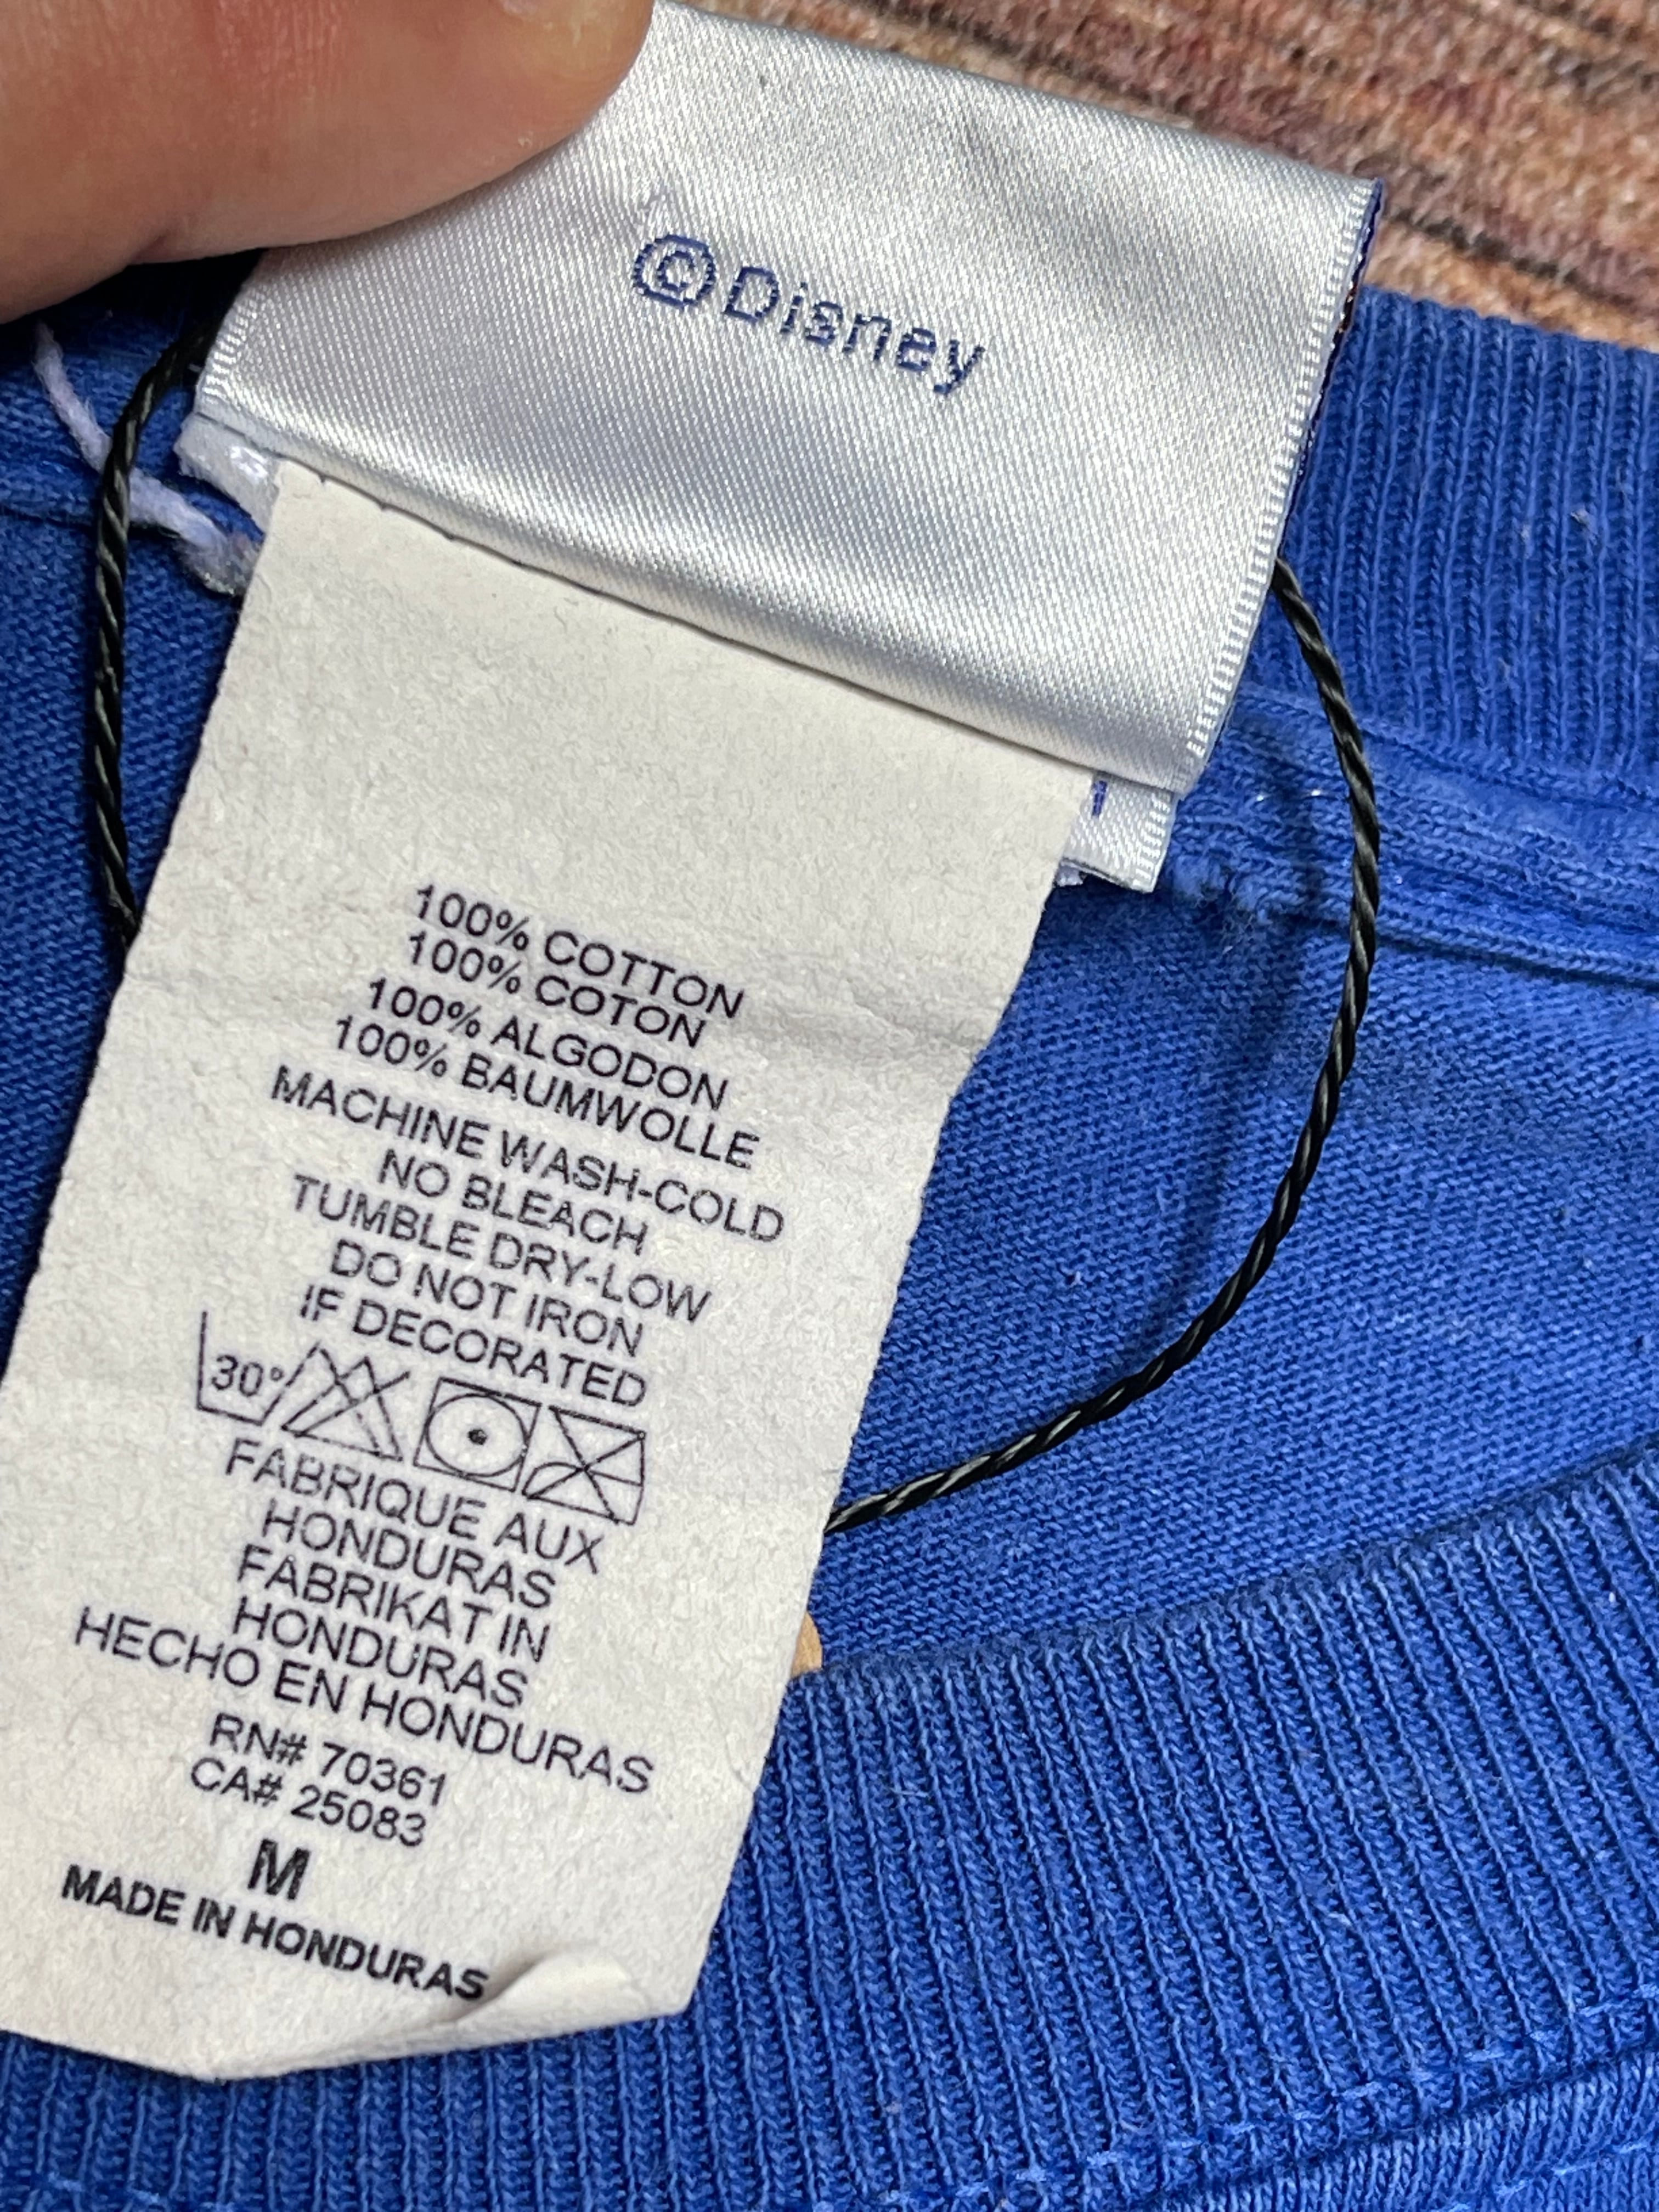 ©Disney
100% COTTON
100% COTON
100% ALGODON
100% BAUMWOLLE
MACHINE WASH-COLD
NO BLEACH
TUMBLE DRY-LOW
DO NOT IRON
IF DECORATED
30°
FABRIQUE AUX
HONDURAS
FABRIKAT IN
HONDURAS
HECHO EN HONDURAS
RN# 70361
CA# 25083
M
MADE IN HONDURAS